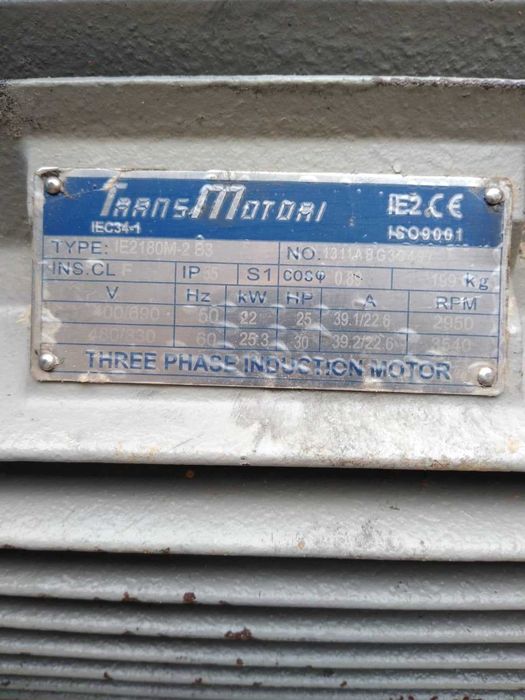 TRANSMOTORI
IEC34-1
IE2 CE
ISO9001
TYPE: IE2180M-2 B3 NO.
INS.CL F IP 55 S1 cosφ kg
V Hz kW HP A RPM
400/690 50 22 25 39.1/22.6 2950
60 25.3 30 39.2/22.6 3540
THREE PHASE INDUCTION MOTOR